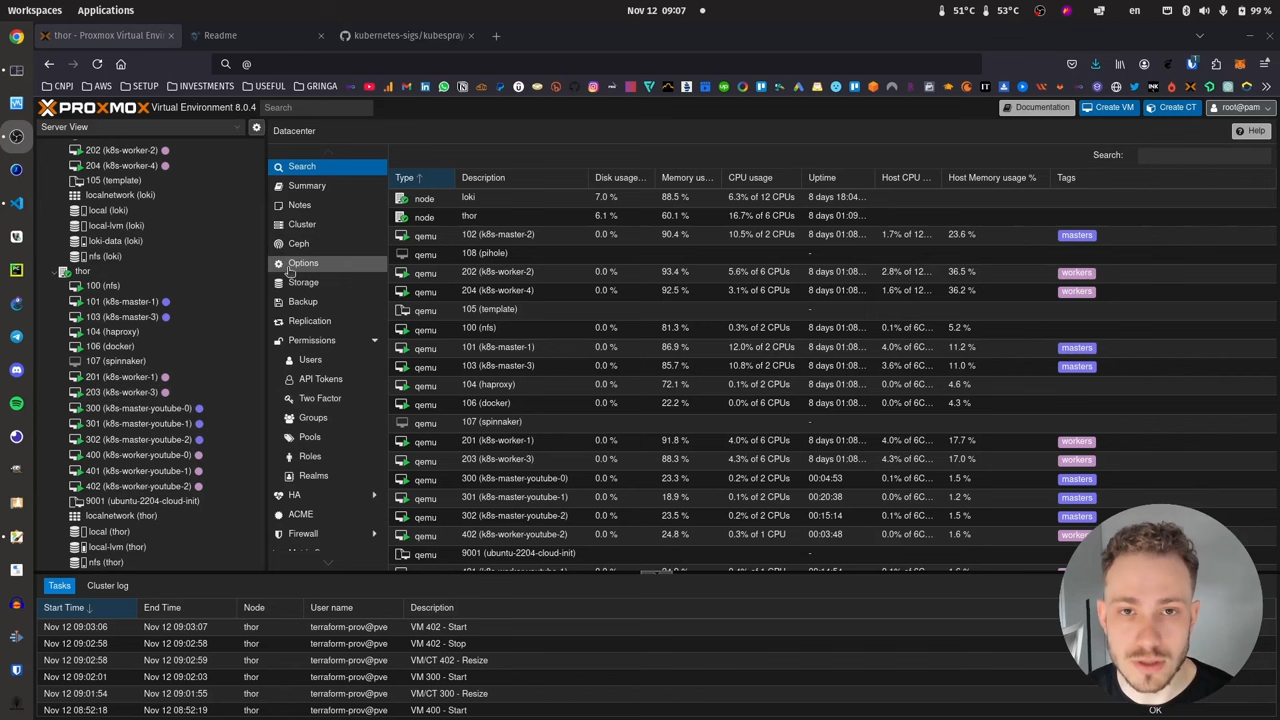 Workspaces Applications Nov 12 09:07 51°C 53°C en 99 %
thor - Proxmox Virtual Envi Readme kubernetes-sigs/kubespray
@
CNPJ AWS SETUP INVESTMENTS USEFUL GRINGA
PROXMOX Virtual Environment 8.0.4 Search Documentation Create VM Create CT root@pam
Server View Datacenter Help
202 (k8s-worker-2)
204 (k8s-worker-4)
105 (template)
localnetwork (loki)
local (loki)
local-lvm (loki)
loki-data (loki)
nfs (loki)
thor
100 (nfs)
101 (k8s-master-1)
103 (k8s-master-3)
104 (haproxy)
106 (docker)
107 (spinnaker)
201 (k8s-worker-1)
203 (k8s-worker-3)
300 (k8s-master-youtube-0)
301 (k8s-master-youtube-1)
302 (k8s-master-youtube-2)
400 (k8s-worker-youtube-0)
401 (k8s-worker-youtube-1)
402 (k8s-worker-youtube-2)
9001 (ubuntu-2204-cloud-init)
localnetwork (thor)
local (thor)
local-lvm (thor)
nfs (thor)
Search
Summary
Notes
Cluster
Ceph
Options
Storage
Backup
Replication
Permissions
Users
API Tokens
Two Factor
Groups
Pools
Roles
Realms
HA
ACME
Firewall
Search:
Type Description Disk usage... Memory us... CPU usage Uptime Host CPU ... Host Memory usage % Tags
node loki 7.0 % 88.5 % 6.3% of 12 CPUs 8 days 18:04...
node thor 6.1 % 60.1 % 16.7% of 6 CPUs 8 days 01:09...
qemu 102 (k8s-master-2) 90.4 % 10.5% of 2 CPUs 8 days 01:08... 1.7% of 12... 23.6 % masters
qemu 108 (pihole) -
qemu 202 (k8s-worker-2) 0.0 % 93.4 % 5.6% of 6 CPUs 8 days 01:08... 2.8% of 12... 36.5 % workers
qemu 204 (k8s-worker-4) 0.0 % 92.5 % 3.1% of 6 CPUs 8 days 01:08... 1.6% of 12... 36.2 % workers
qemu 105 (template) -
qemu 100 (nfs) 0.0 % 81.3 % 0.3% of 2 CPUs 8 days 01:08... 0.1% of 6C... 5.2 %
qemu 101 (k8s-master-1) 0.0 % 86.9 % 12.0% of 2 CPUs 8 days 01:08... 4.0% of 6C... 11.2 % masters
qemu 103 (k8s-master-3) 0.0 % 85.7 % 10.8% of 2 CPUs 8 days 01:08... 3.6% of 6C... 11.0 % masters
qemu 104 (haproxy) 0.0 % 72.1 % 0.1% of 2 CPUs 8 days 01:08... 0.0% of 6C... 4.6 %
qemu 106 (docker) 0.0 % 22.2 % 0.0% of 6 CPUs 8 days 01:08... 0.0% of 6C... 4.3 %
qemu 107 (spinnaker) -
qemu 201 (k8s-worker-1) 0.0 % 91.8 % 4.0% of 6 CPUs 8 days 01:08... 4.0% of 6C... 17.7 % workers
qemu 203 (k8s-worker-3) 0.0 % 88.3 % 4.3% of 6 CPUs 8 days 01:08... 4.3% of 6C... 17.0 % workers
qemu 300 (k8s-master-youtube-0) 0.0 % 23.3 % 0.2% of 2 CPUs 00:04:53 0.1% of 6C... 1.5 % masters
qemu 301 (k8s-master-youtube-1) 0.0 % 18.9 % 0.1% of 2 CPUs 00:20:38 0.0% of 6C... 1.2 % masters
qemu 302 (k8s-master-youtube-2) 0.0 % 23.5 % 0.2% of 2 CPUs 00:15:14 0.1% of 6C... 1.5 % masters
qemu 402 (k8s-worker-youtube-2) 0.0 % 24.8 % 0.3% of 1 CPU 00:03:48 0.0% of 6C... 1.6 %
qemu 9001 (ubuntu-2204-cloud-init) -
Tasks Cluster log
Start Time End Time Node User name Description
Nov 12 09:03:06 Nov 12 09:03:07 thor terraform-prov@pve VM 402 - Start
Nov 12 09:02:58 Nov 12 09:02:58 thor terraform-prov@pve VM 402 - Stop
Nov 12 09:02:58 Nov 12 09:02:59 thor terraform-prov@pve VM/CT 402 - Resize
Nov 12 09:02:01 Nov 12 09:02:03 thor terraform-prov@pve VM 300 - Start
Nov 12 09:01:54 Nov 12 09:01:55 thor terraform-prov@pve VM/CT 300 - Resize
Nov 12 08:52:18 Nov 12 08:52:19 thor terraform-prov@pve VM 400 - Start OK